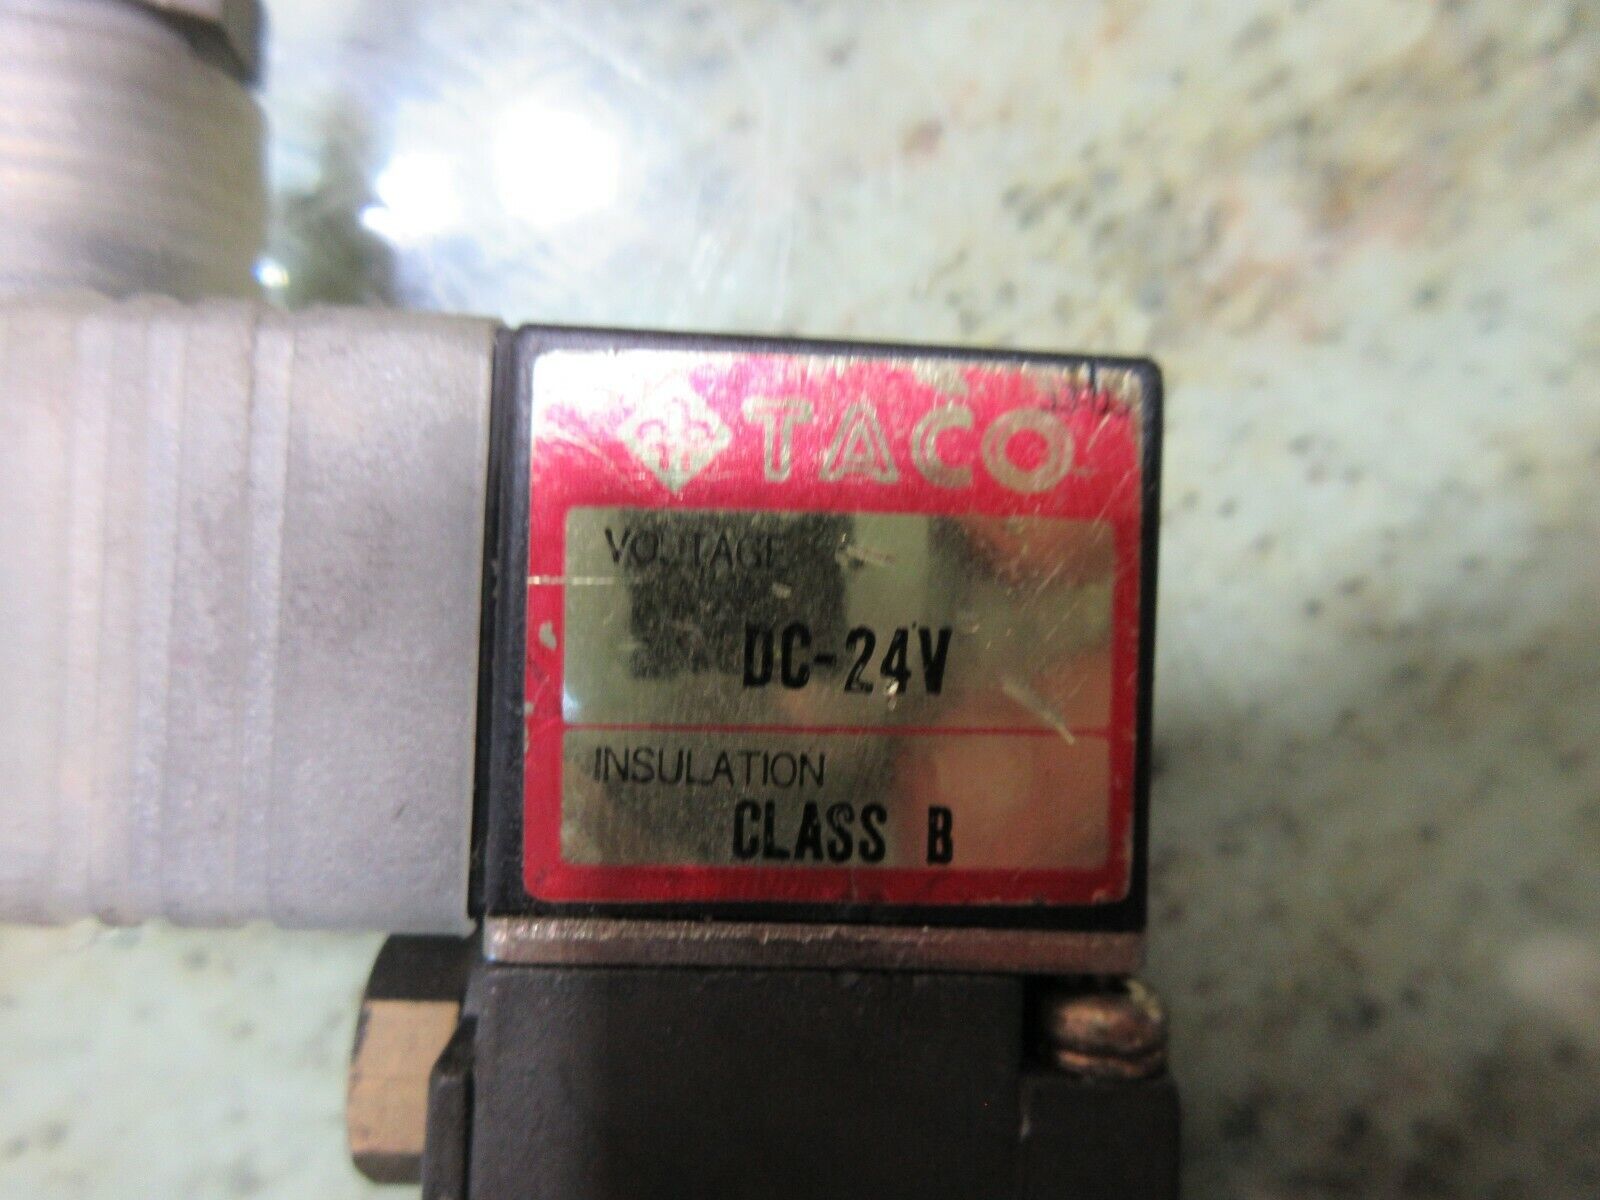 TACO
VOLTAGE
DC-24V
INSULATION
CLASS B